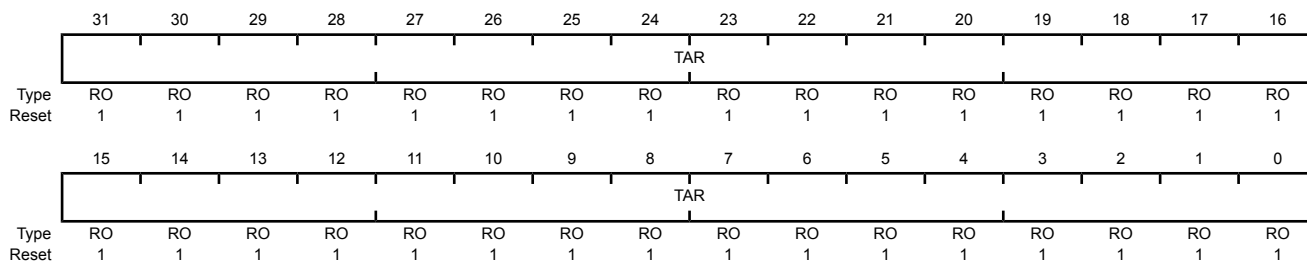 31 30 29 28 27 26 25 24 23 22 21 20 19 18 17 16
TAR
Type RO RO RO RO RO RO RO RO RO RO RO RO RO RO RO RO
Reset 1 1 1 1 1 1 1 1 1 1 1 1 1 1 1 1
15 14 13 12 11 10 9 8 7 6 5 4 3 2 1 0
TAR
Type RO RO RO RO RO RO RO RO RO RO RO RO RO RO RO RO
Reset 1 1 1 1 1 1 1 1 1 1 1 1 1 1 1 1